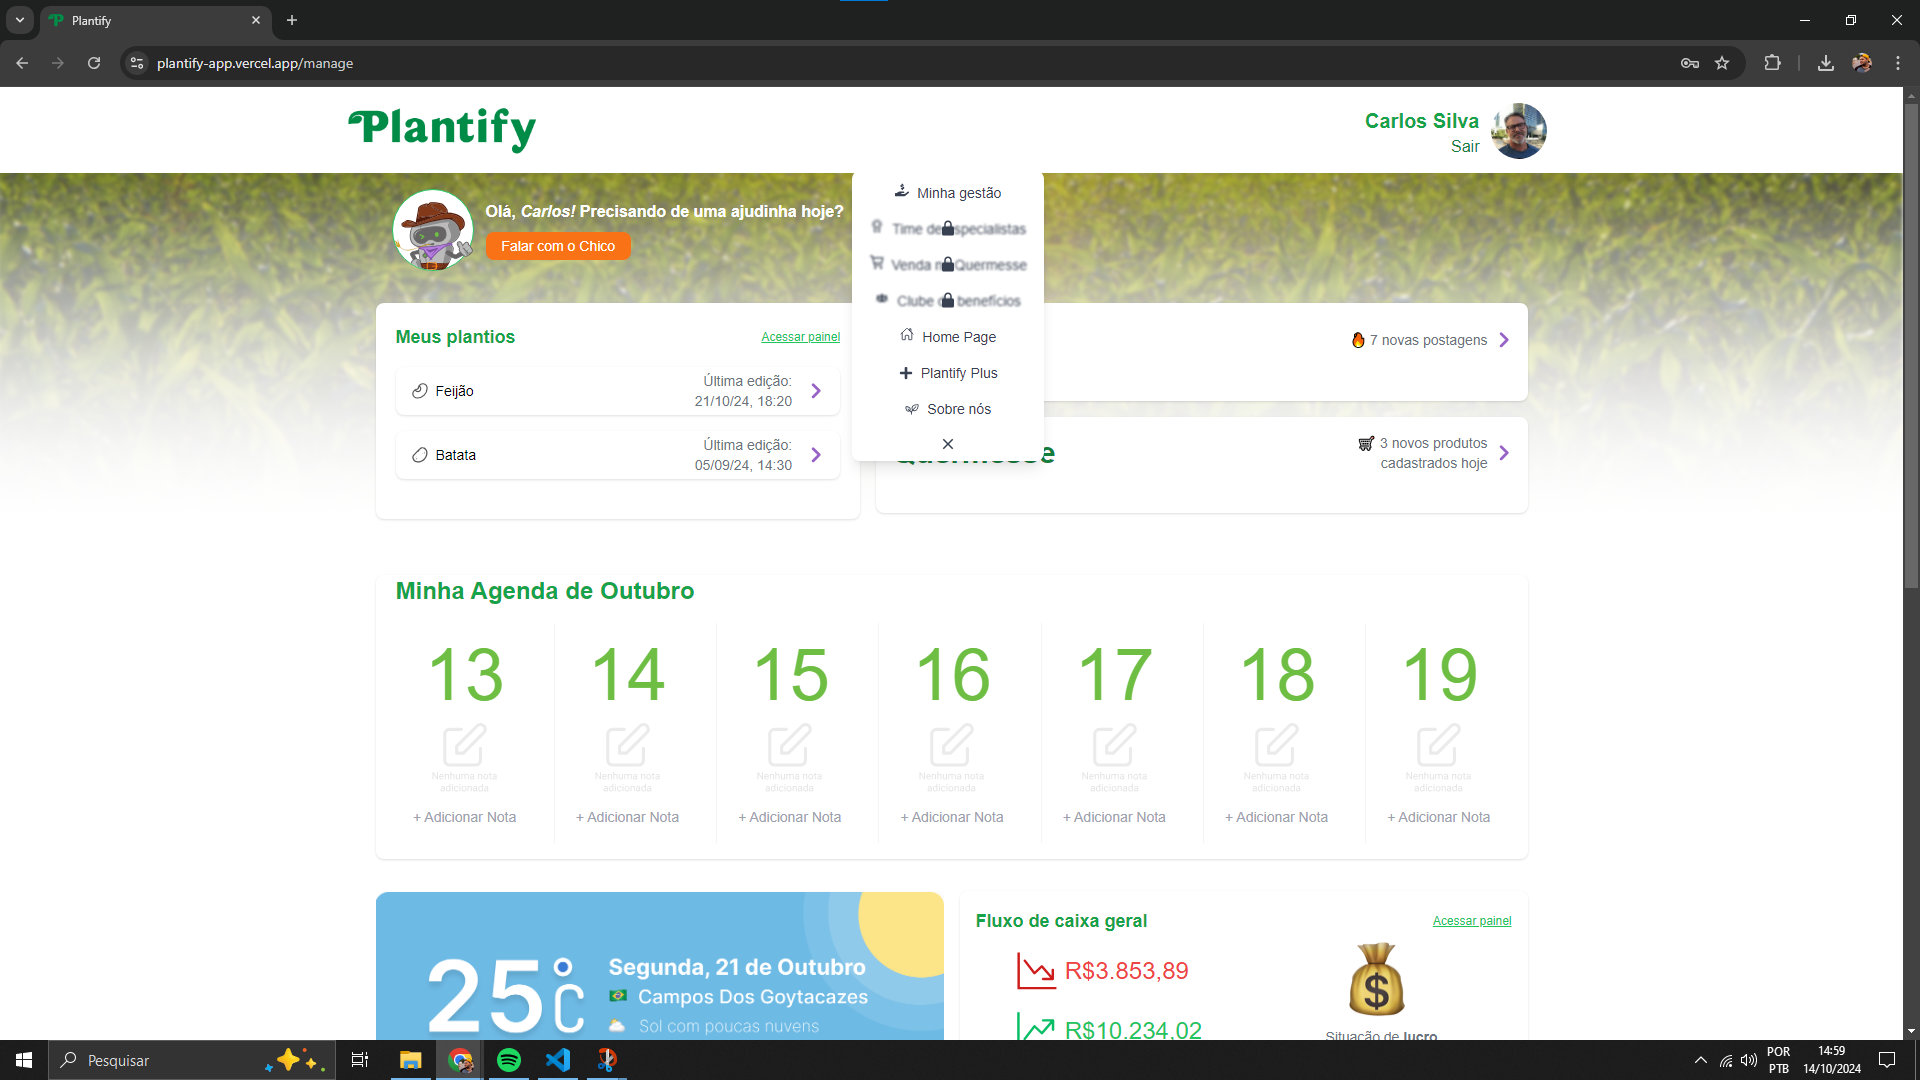 Plantify
plantify-app.vercel.app/manage
Plantify
Carlos Silva
Sair
Olá, Carlos! Precisando de uma ajudinha hoje?
Falar com o Chico
Minha gestão
Time de specialistas
Venda Quermesse
Clube benefícios
Home Page
Plantify Plus
Sobre nós
Meus plantios
Acessar painel
Feijão
Última edição:
21/10/24, 18:20
Batata
Última edição:
05/09/24, 14:30
7 novas postagens
3 novos produtos
cadastrados hoje
Minha Agenda de Outubro
13
14
15
16
17
18
19
Nenhuma nota
adicionada
Nenhuma nota
adicionada
Nenhuma nota
adicionada
Nenhuma nota
adicionada
Nenhuma nota
adicionada
Nenhuma nota
adicionada
Nenhuma nota
adicionada
+ Adicionar Nota
+ Adicionar Nota
+ Adicionar Nota
+ Adicionar Nota
+ Adicionar Nota
+ Adicionar Nota
+ Adicionar Nota
25°C
Segunda, 21 de Outubro
Campos Dos Goytacazes
Sol com poucas nuvens
Fluxo de caixa geral
Acessar painel
R$3.853,89
R$10.234,02
Situação de lucro
Pesquisar
POR
PTB
14:59
14/10/2024